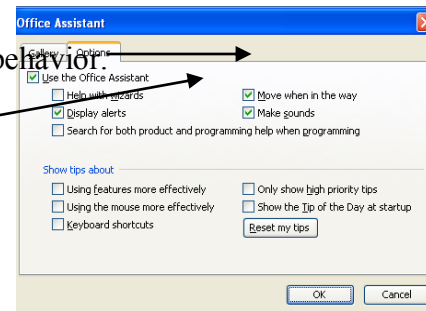 Office Assistant
Gallery Options
behavior.
Use the Office Assistant
Help with wizards
Move when in the way
Display alerts
Make sounds
Search for both product and programming help when programming
Show tips about
Using features more effectively
Only show high priority tips
Using the mouse more effectively
Show the Tip of the Day at startup
Keyboard shortcuts
Reset my tips
OK
Cancel